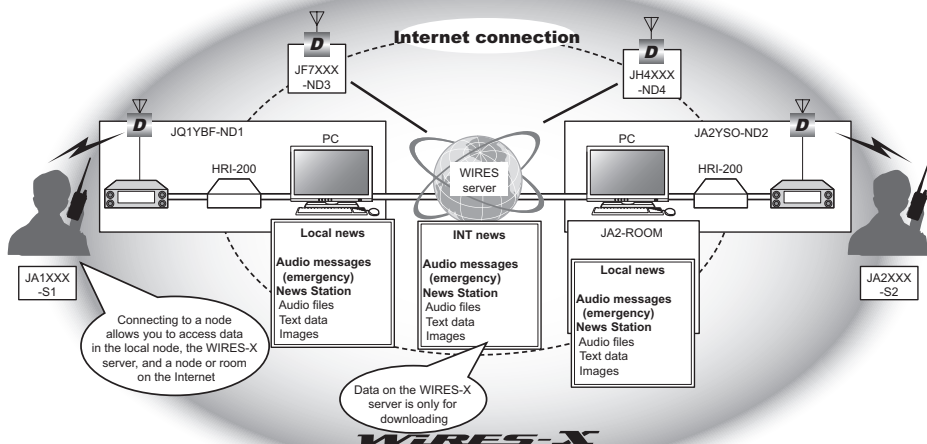 Internet connection
D
JF7XXX
-ND3
D
JH4XXX
-ND4
D
JQ1YBF-ND1
PC
HRI-200
WIRES
server
PC
JA2YSO-ND2
D
HRI-200
JA1XXX
-S1
JA2XXX
-S2
Local news
Audio messages
(emergency)
News Station
Audio files
Text data
Images
INT news
Audio messages
(emergency)
News Station
Audio files
Text data
Images
JA2-ROOM
Local news
Audio messages
(emergency)
News Station
Audio files
Text data
Images
Connecting to a node
allows you to access data
in the local node, the WIRES-X
server, and a node or room
on the Internet
Data on the WIRES-X
server is only for
downloading
WiRES-X